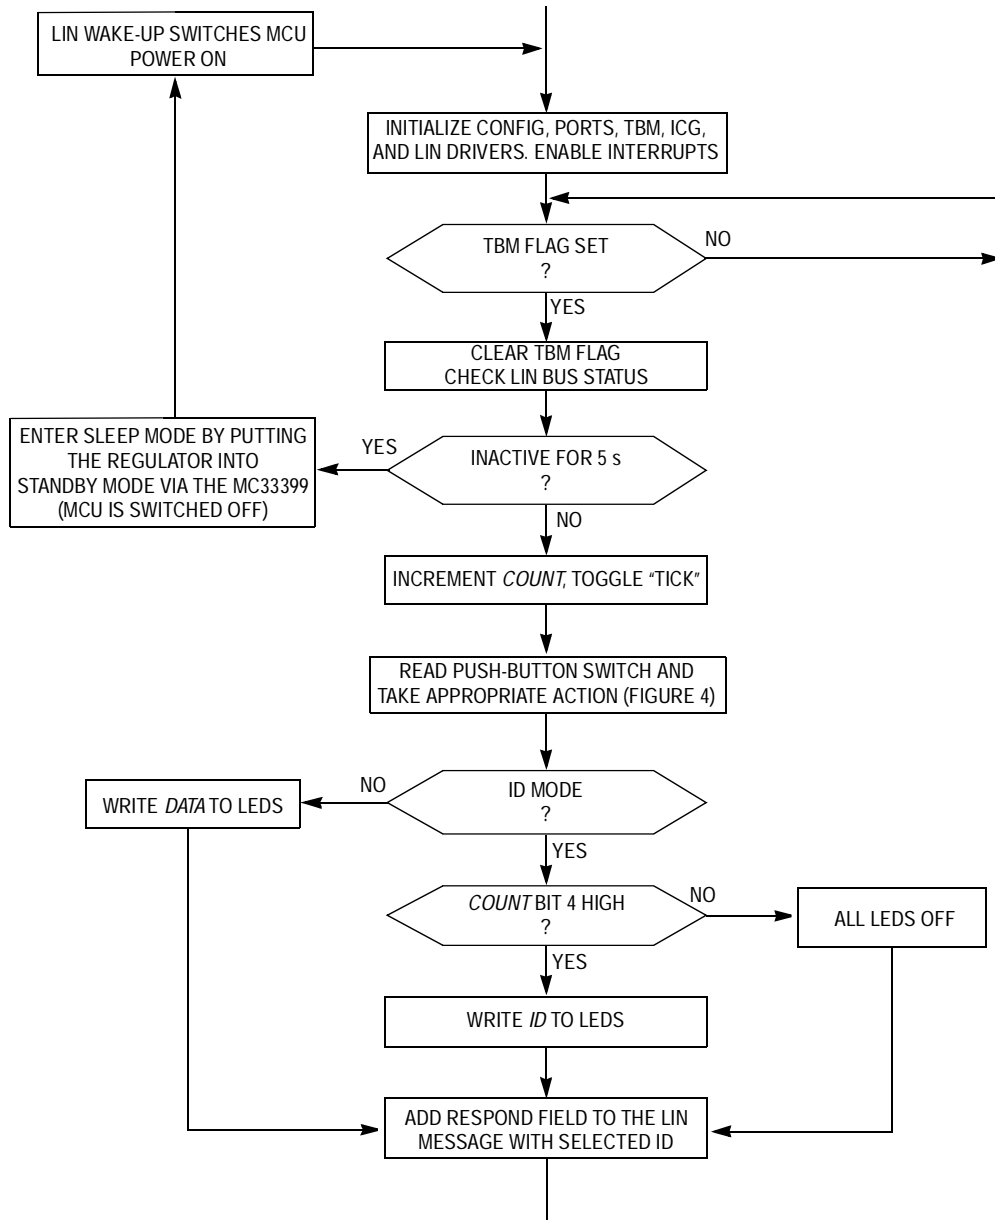 LIN WAKE-UP SWITCHES MCU
POWER ON
INITIALIZE CONFIG, PORTS, TBM, ICG,
AND LIN DRIVERS. ENABLE INTERRUPTS
TBM FLAG SET
?
NO
YES
CLEAR TBM FLAG
CHECK LIN BUS STATUS
ENTER SLEEP MODE BY PUTTING
THE REGULATOR INTO
STANDBY MODE VIA THE MC33399
(MCU IS SWITCHED OFF)
YES
INACTIVE FOR 5 s
?
NO
INCREMENT COUNT, TOGGLE “TICK”
READ PUSH-BUTTON SWITCH AND
TAKE APPROPRIATE ACTION (FIGURE 4)
WRITE DATA TO LEDS
NO
ID MODE
?
YES
COUNT BIT 4 HIGH
?
NO
ALL LEDS OFF
YES
WRITE ID TO LEDS
ADD RESPOND FIELD TO THE LIN
MESSAGE WITH SELECTED ID